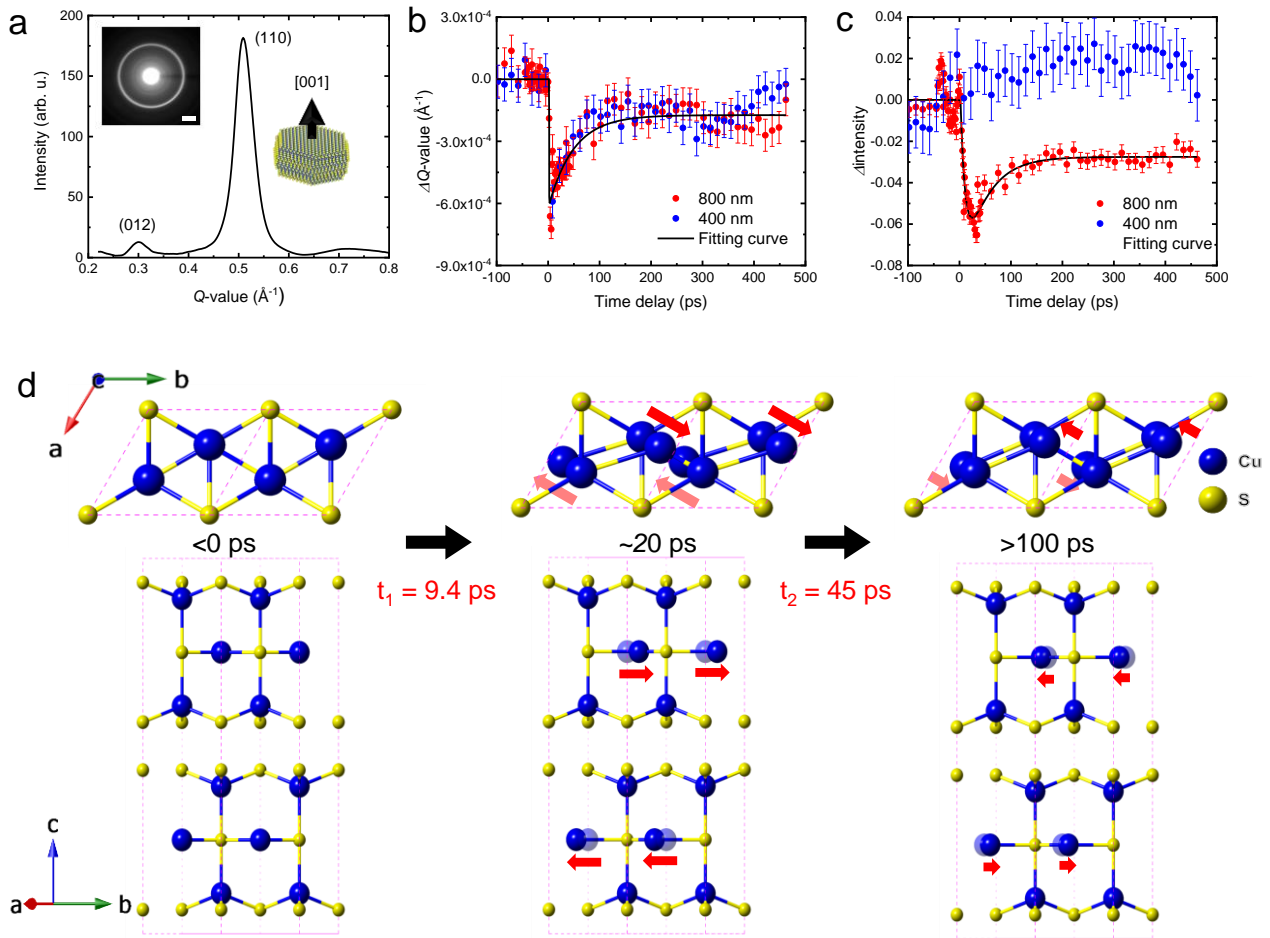 a
200
150
100
50
0
0.2 0.3 0.4 0.5 0.6 0.7 0.8
Intensity (arb. u.)
Q-value (Å⁻¹)
(012)
(110)
[001]
b
3.0x10⁻⁴
0.0
-3.0x10⁻⁴
-6.0x10⁻⁴
-9.0x10⁻⁴
-100 0 100 200 300 400 500
ΔQ-value (Å⁻¹)
Time delay (ps)
800 nm
400 nm
Fitting curve
c
0.04
0.02
0.00
-0.02
-0.04
-0.06
-0.08
-100 0 100 200 300 400 500
Δintensity
Time delay (ps)
800 nm
400 nm
Fitting curve
d
c
b
a
Cu
S
<0 ps
~20 ps
>100 ps
t₁ = 9.4 ps
t₂ = 45 ps
c
a
b